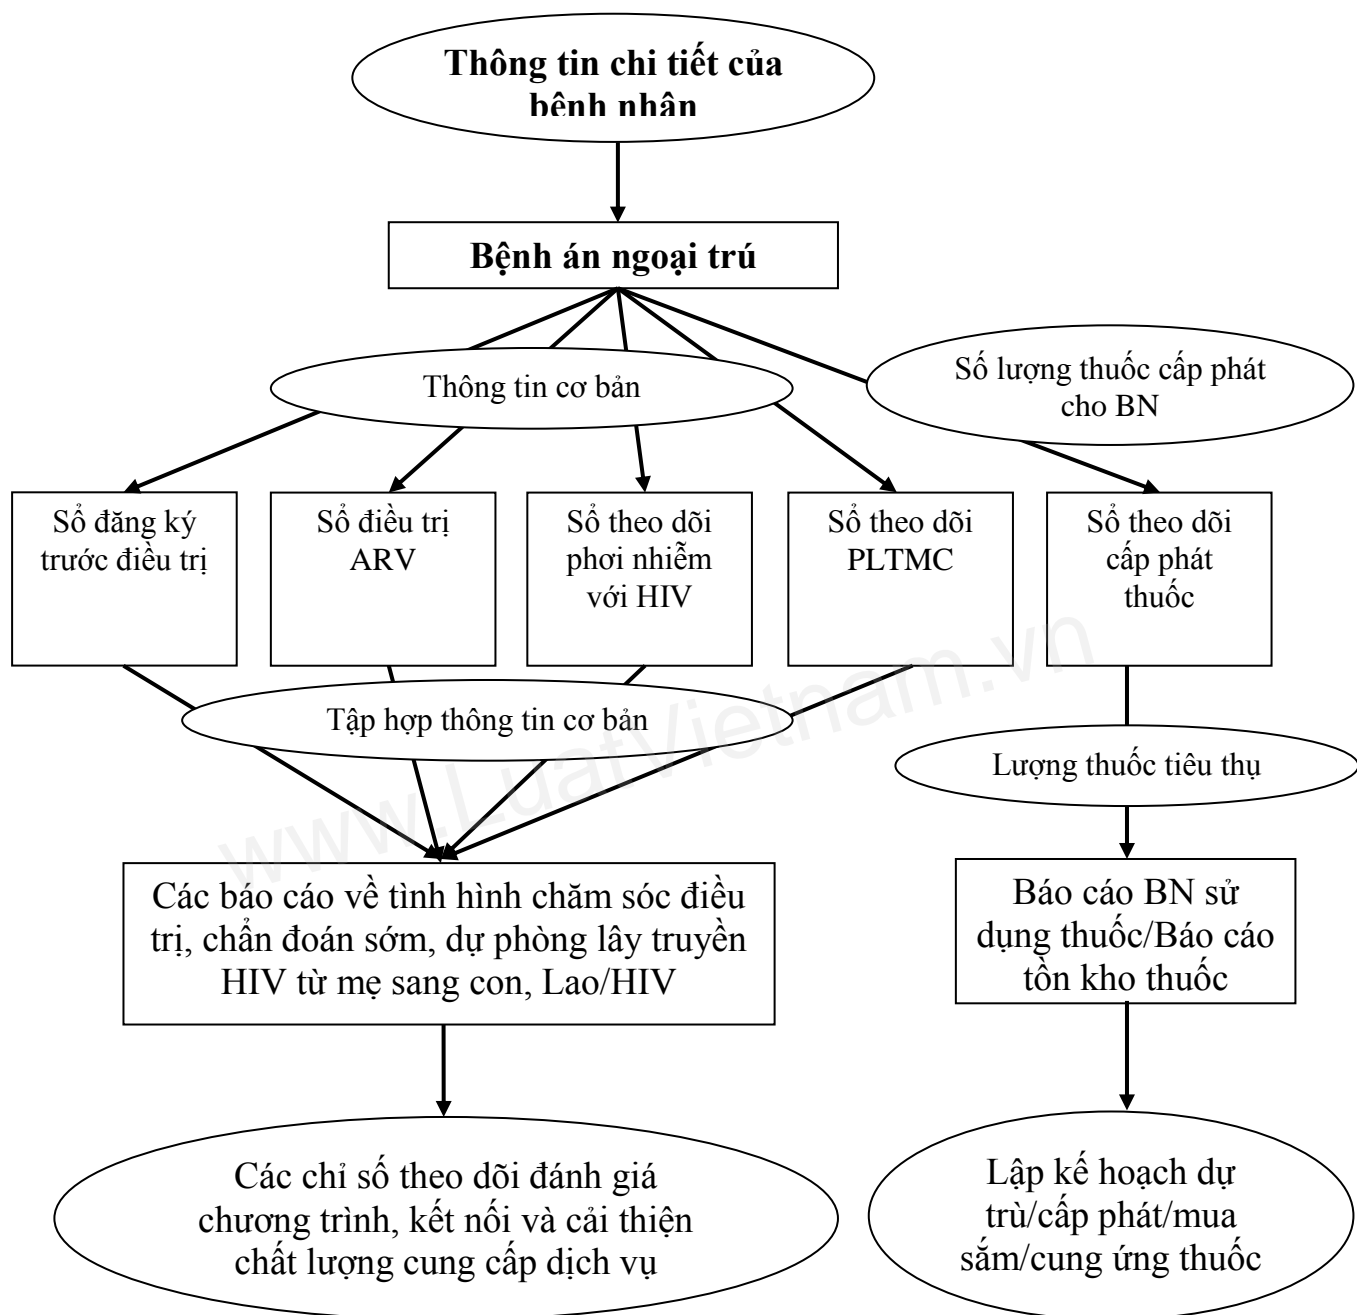 Thông tin chi tiết của
bệnh nhân
Bệnh án ngoại trú
Thông tin cơ bản
Số lượng thuốc cấp phát
cho BN
Sổ đăng ký
trước điều trị
Sổ điều trị
ARV
Sổ theo dõi
phơi nhiễm
với HIV
Sổ theo dõi
PLTMC
Sổ theo dõi
cấp phát
thuốc
Tập hợp thông tin cơ bản
Lượng thuốc tiêu thụ
www.LuatVietnam.vn
Các báo cáo về tình hình chăm sóc điều
trị, chẩn đoán sớm, dự phòng lây truyền
HIV từ mẹ sang con, Lao/HIV
Báo cáo BN sử
dụng thuốc/Báo cáo
tồn kho thuốc
Các chỉ số theo dõi đánh giá
chương trình, kết nối và cải thiện
chất lượng cung cấp dịch vụ
Lập kế hoạch dự
trù/cấp phát/mua
sắm/cung ứng thuốc